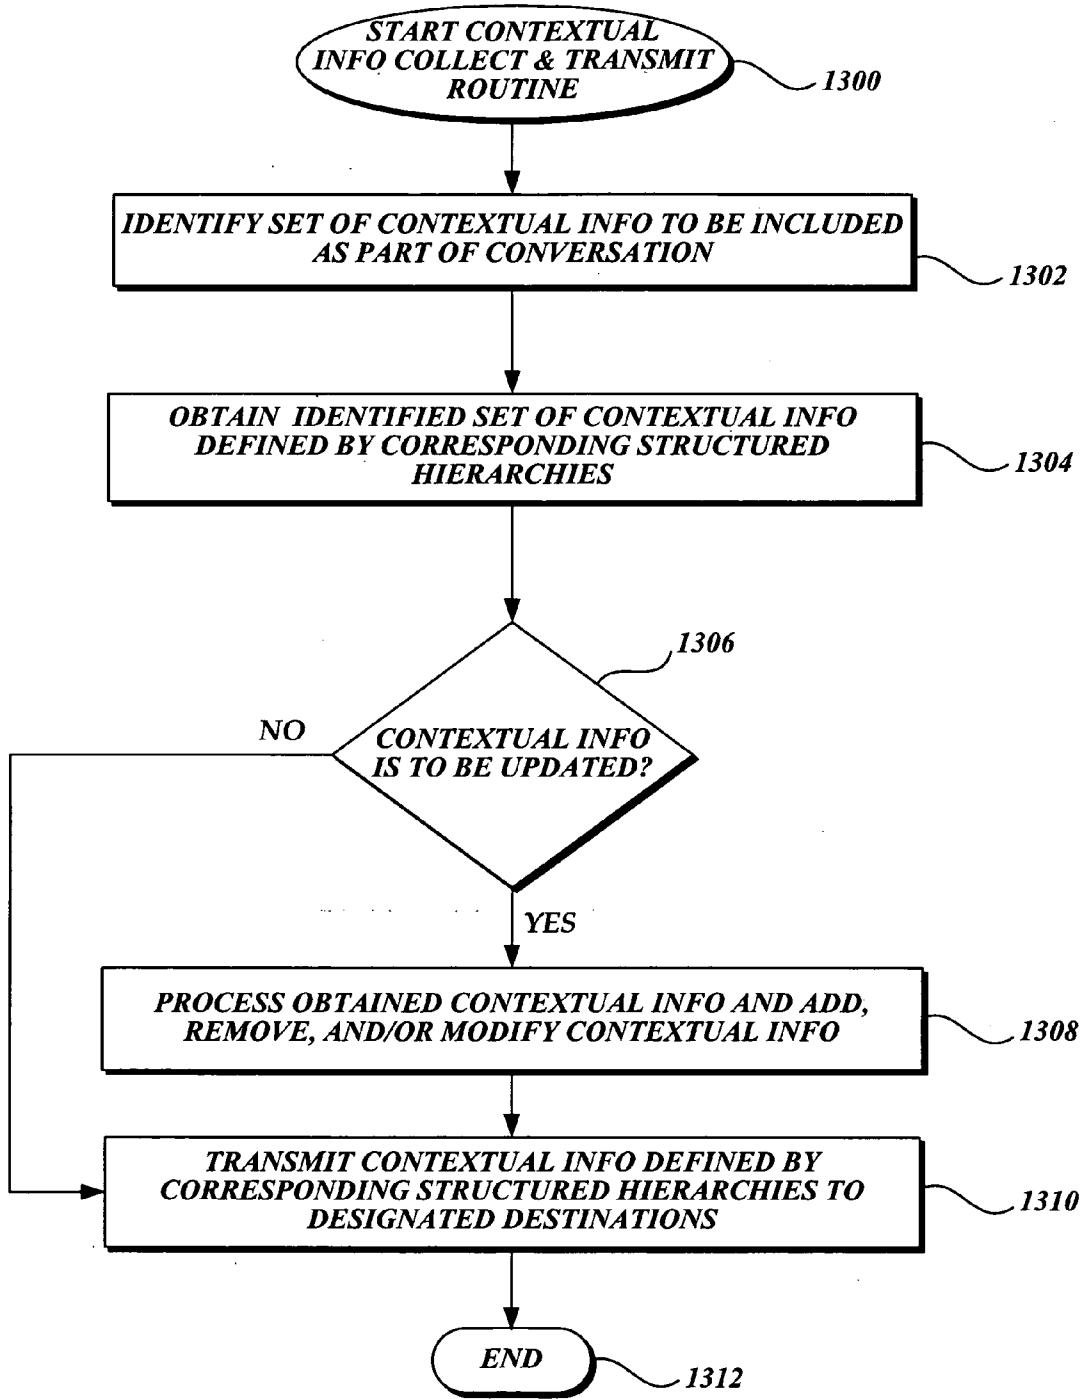 START CONTEXTUAL
INFO COLLECT & TRANSMIT
ROUTINE
1300
IDENTIFY SET OF CONTEXTUAL INFO TO BE INCLUDED
AS PART OF CONVERSATION
1302
OBTAIN IDENTIFIED SET OF CONTEXTUAL INFO
DEFINED BY CORRESPONDING STRUCTURED
HIERARCHIES
1304
1306
NO
CONTEXTUAL INFO
IS TO BE UPDATED?
YES
PROCESS OBTAINED CONTEXTUAL INFO AND ADD,
REMOVE, AND/OR MODIFY CONTEXTUAL INFO
1308
TRANSMIT CONTEXTUAL INFO DEFINED BY
CORRESPONDING STRUCTURED HIERARCHIES TO
DESIGNATED DESTINATIONS
1310
END
1312